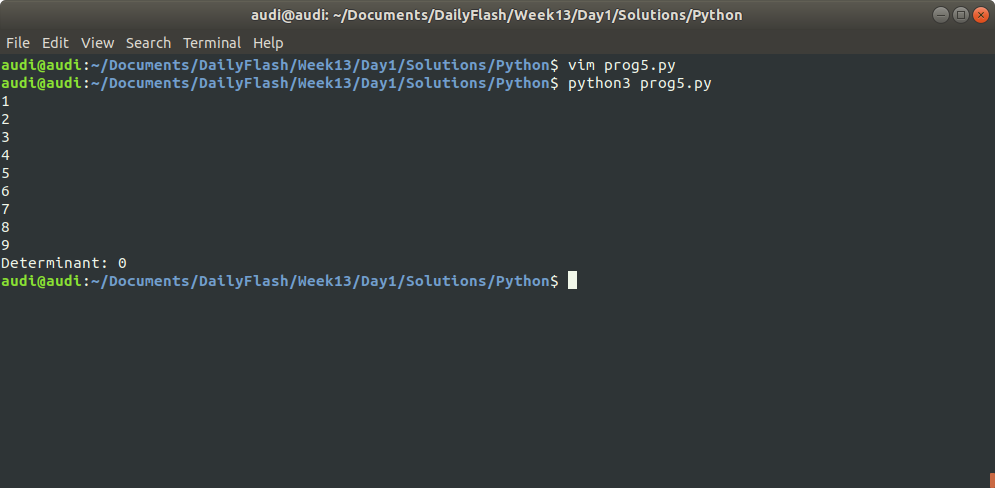 audi@audi: ~/Documents/DailyFlash/Week13/Day1/Solutions/Python
File Edit View Search Terminal Help
audi@audi:~/Documents/DailyFlash/Week13/Day1/Solutions/Python$ vim prog5.py
audi@audi:~/Documents/DailyFlash/Week13/Day1/Solutions/Python$ python3 prog5.py
1
2
3
4
5
6
7
8
9
Determinant: 0
audi@audi:~/Documents/DailyFlash/Week13/Day1/Solutions/Python$